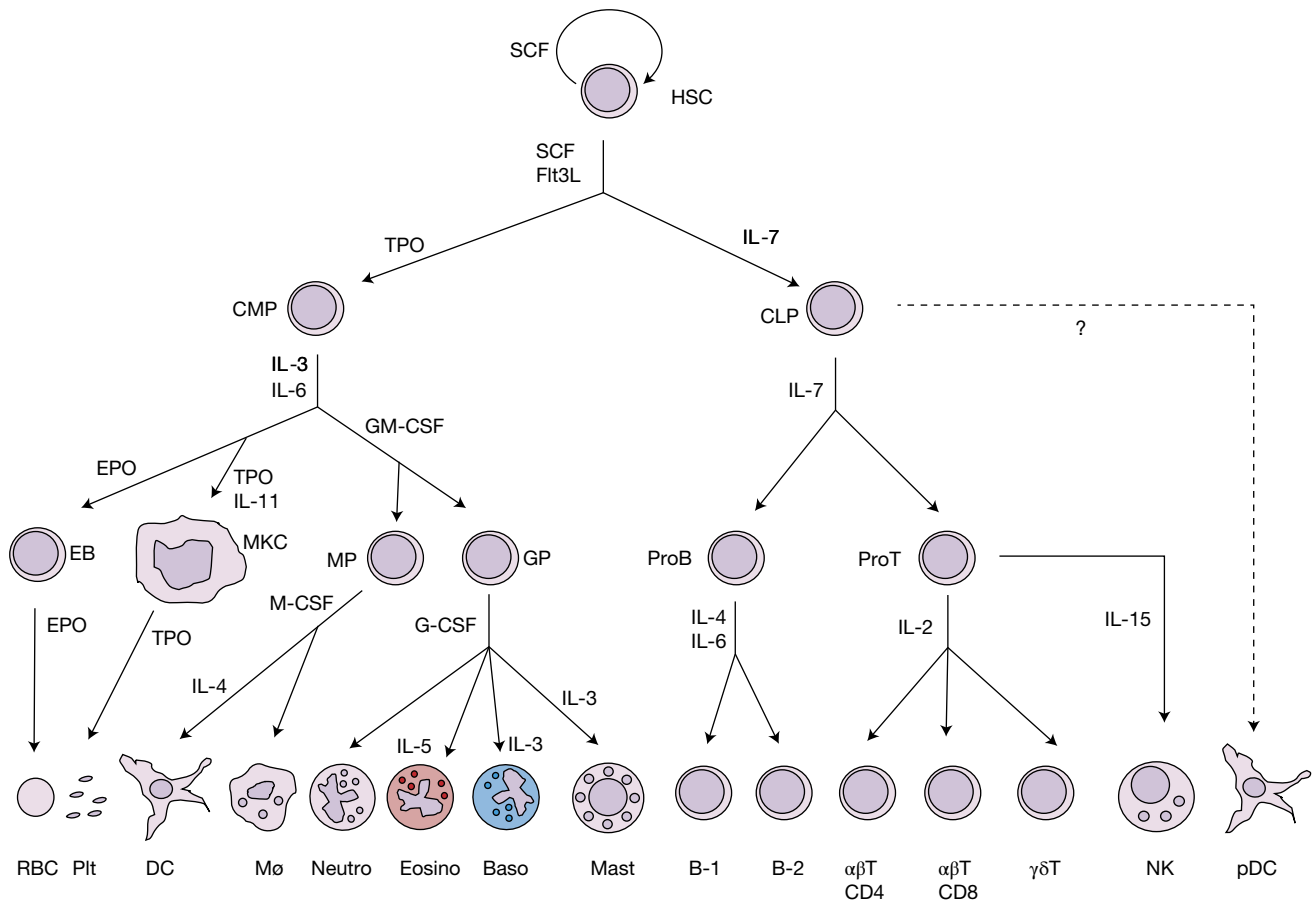 SCF
HSC
SCF
Flt3L
TPO
IL-7
CMP
CLP
?
IL-3
IL-6
IL-7
GM-CSF
EPO
TPO
IL-11
EB
MKC
MP
GP
ProB
ProT
EPO
TPO
M-CSF
G-CSF
IL-4
IL-6
IL-2
IL-15
IL-4
IL-3
IL-5
IL-3
RBC
Plt
DC
Mø
Neutro
Eosino
Baso
Mast
B-1
B-2
αβT
CD4
αβT
CD8
γδT
NK
pDC